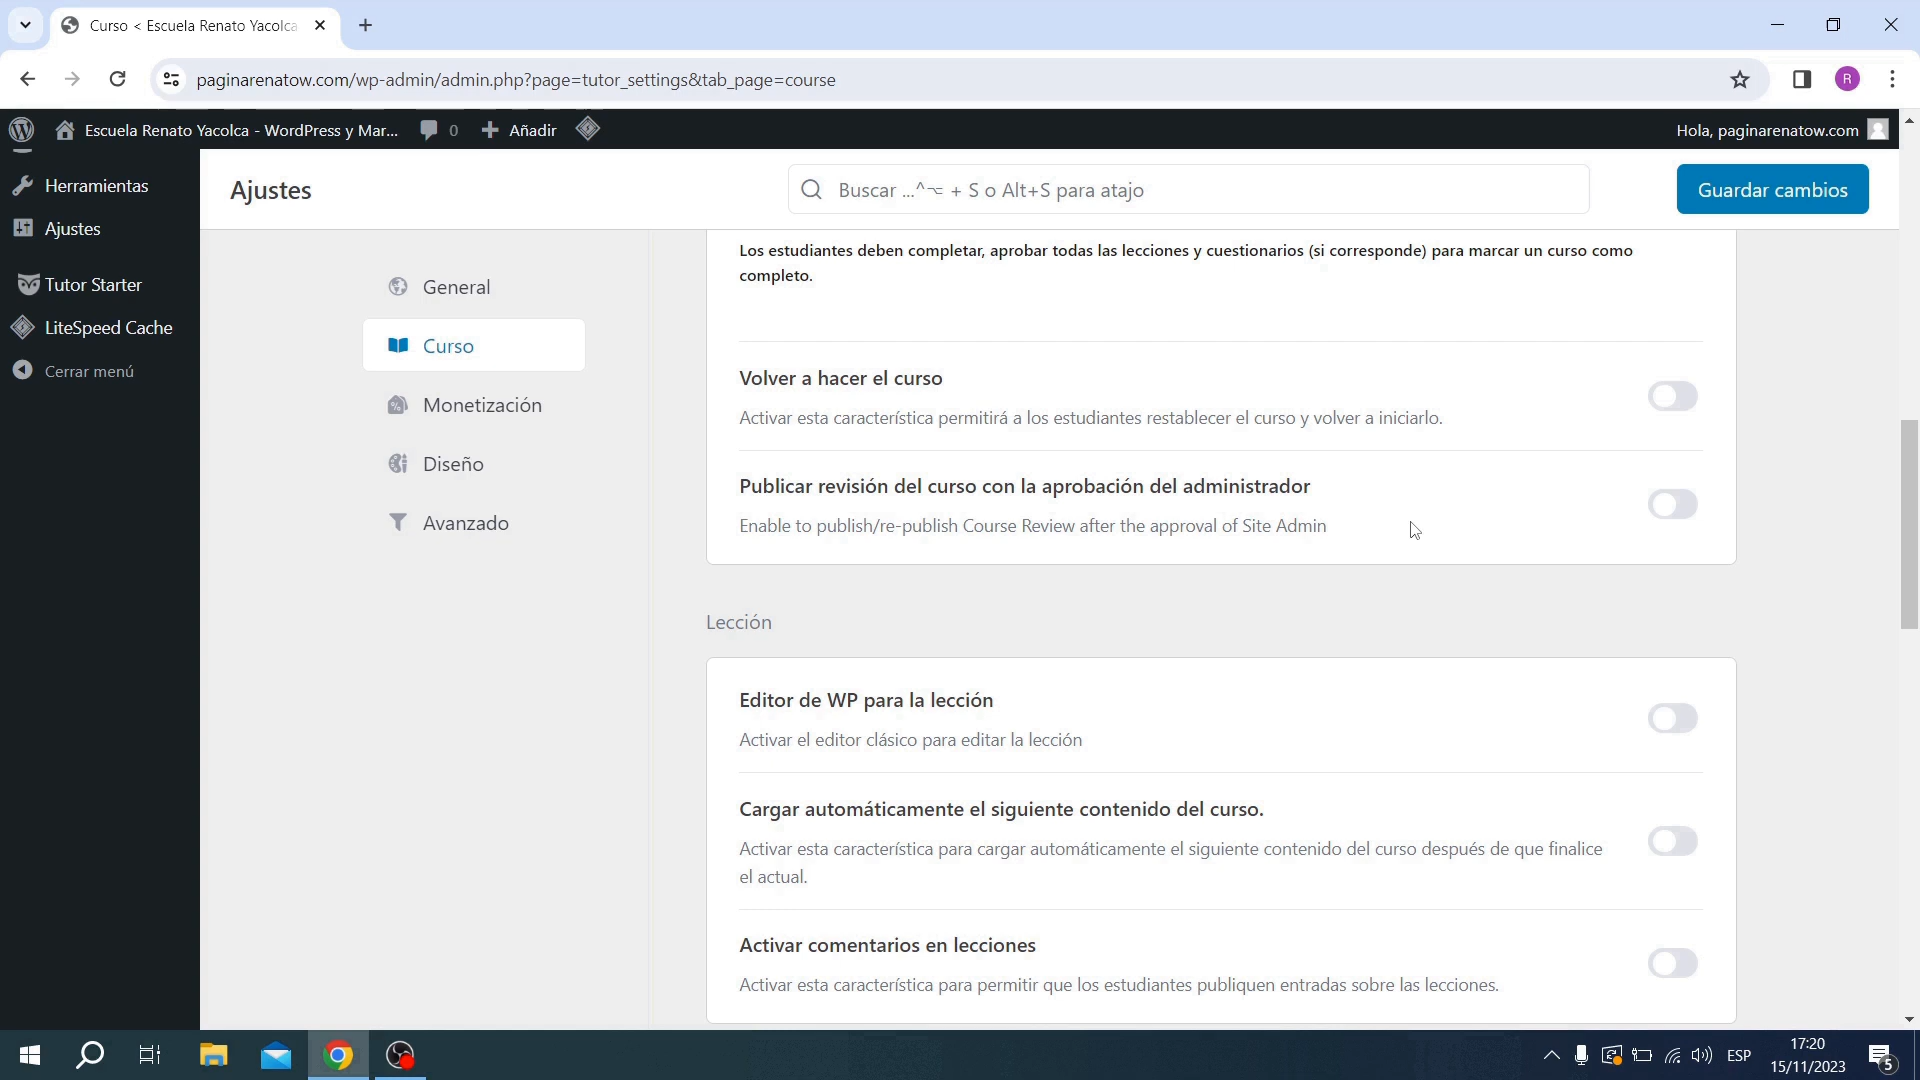 Curso < Escuela Renato Yacolca
paginarenatow.com/wp-admin/admin.php?page=tutor_settings&tab_page=course
R
Escuela Renato Yacolca - WordPress y Mar...
0
Añadir
Hola, paginarenatow.com
Herramientas
Ajustes
Tutor Starter
LiteSpeed Cache
Cerrar menú
Ajustes
Buscar ...^⌥ + S o Alt+S para atajo
Guardar cambios
General
Curso
Monetización
Diseño
Avanzado
Los estudiantes deben completar, aprobar todas las lecciones y cuestionarios (si corresponde) para marcar un curso como
completo.
Volver a hacer el curso
Activar esta característica permitirá a los estudiantes restablecer el curso y volver a iniciarlo.
Publicar revisión del curso con la aprobación del administrador
Enable to publish/re-publish Course Review after the approval of Site Admin
Lección
Editor de WP para la lección
Activar el editor clásico para editar la lección
Cargar automáticamente el siguiente contenido del curso.
Activar esta característica para cargar automáticamente el siguiente contenido del curso después de que finalice
el actual.
Activar comentarios en lecciones
Activar esta característica para permitir que los estudiantes publiquen entradas sobre las lecciones.
ESP
17:20
15/11/2023
5